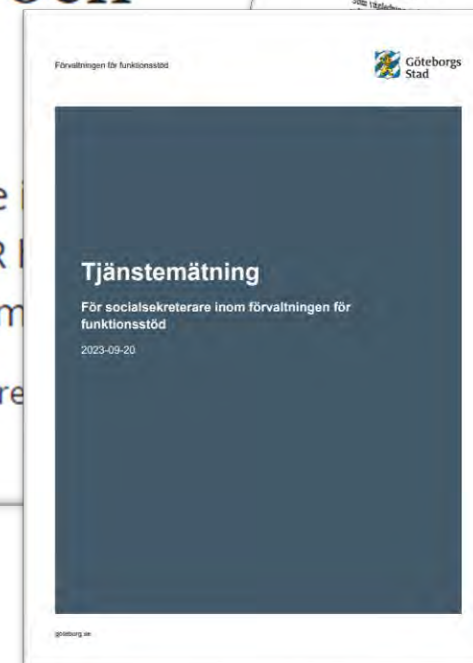 Förvaltningen för funktionsstöd
Göteborgs
Stad
Tjänstemätning
För socialsekreterare inom förvaltningen för
funktionsstöd
2023-09-20
goteborg.se